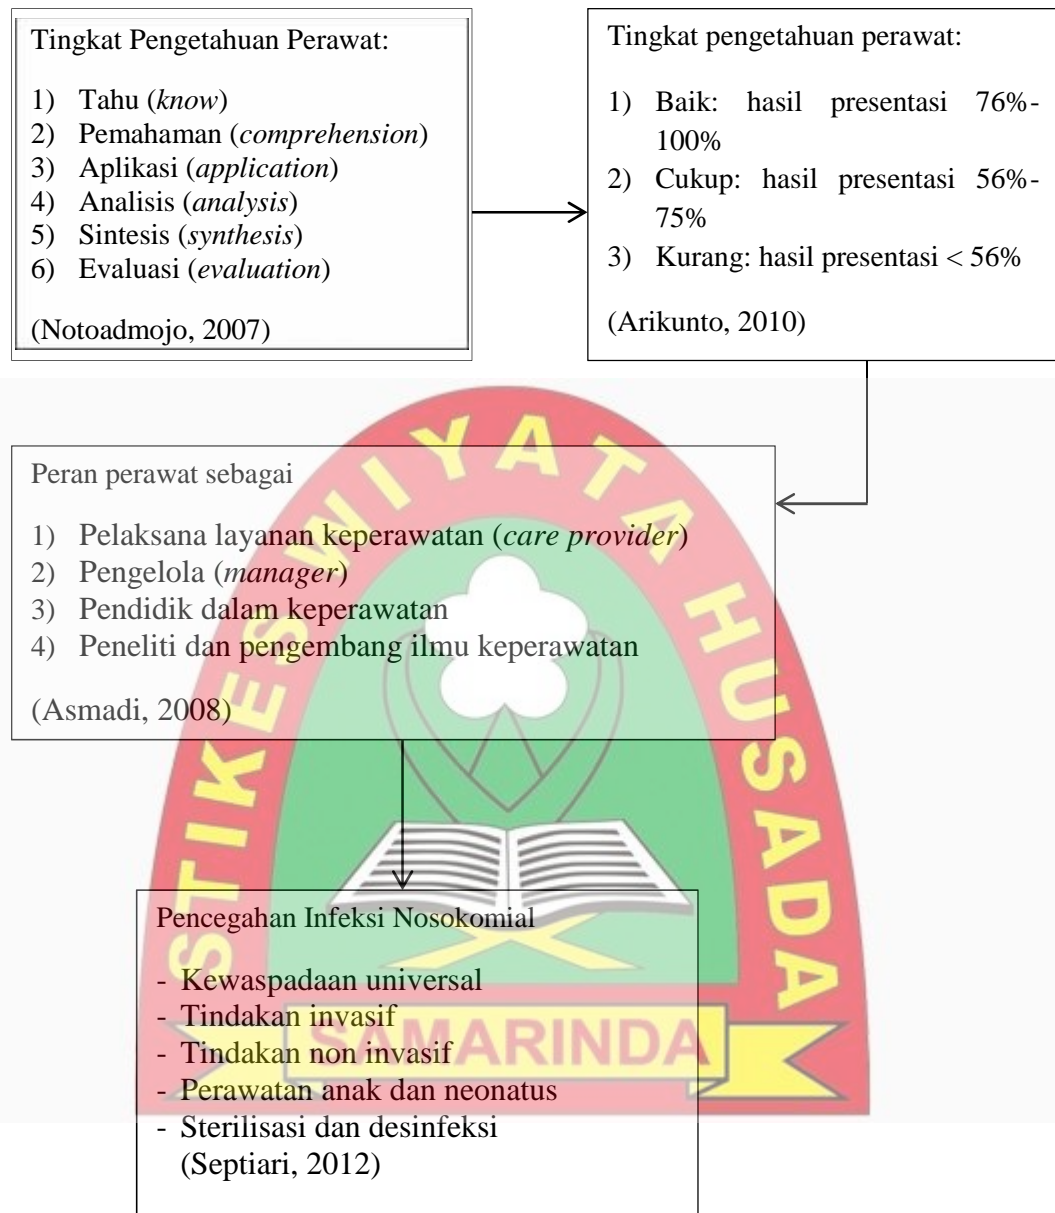 Tingkat Pengetahuan Perawat:
1) Tahu (know)
2) Pemahaman (comprehension)
3) Aplikasi (application)
4) Analisis (analysis)
5) Sintesis (synthesis)
6) Evaluasi (evaluation)
(Notoadmojo, 2007)
Tingkat pengetahuan perawat:
1) Baik: hasil presentasi 76%-
100%
2) Cukup: hasil presentasi 56%-
75%
3) Kurang: hasil presentasi < 56%
(Arikunto, 2010)
Peran perawat sebagai
1) Pelaksana layanan keperawatan (care provider)
2) Pengelola (manager)
3) Pendidik dalam keperawatan
4) Peneliti dan pengembang ilmu keperawatan
(Asmadi, 2008)
Pencegahan Infeksi Nosokomial
- Kewaspadaan universal
- Tindakan invasif
- Tindakan non invasif
- Perawatan anak dan neonatus
- Sterilisasi dan desinfeksi
(Septiari, 2012)
STIKES WIYATA HUSADA
SAMARINDA